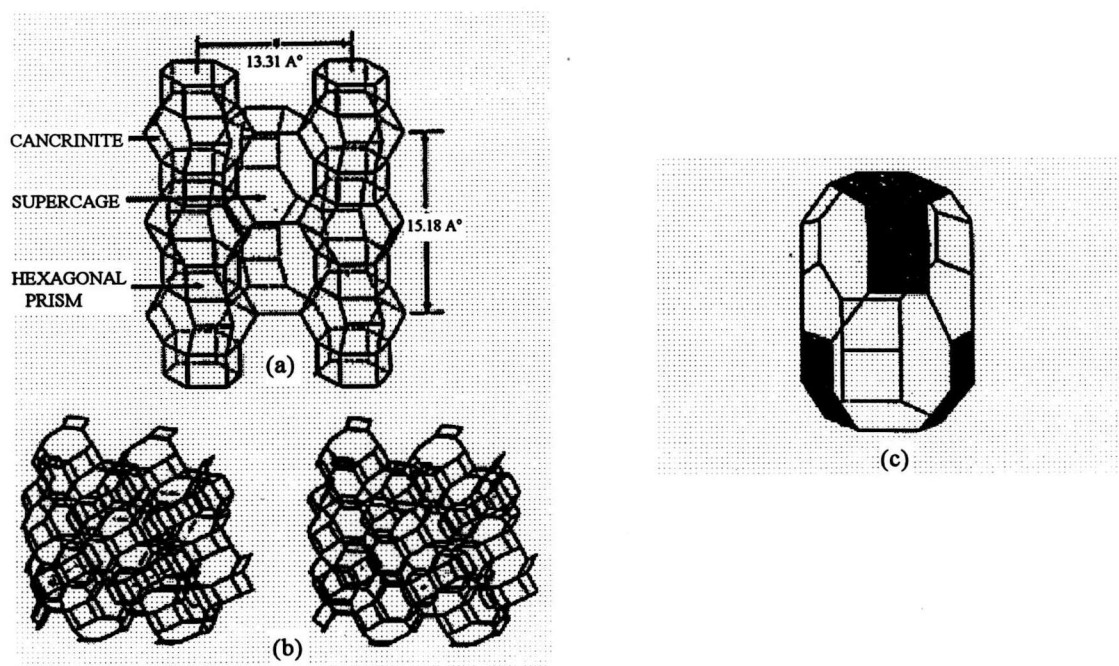 13.31 A°
CANCRINITE
SUPERCAGE
15.18 A°
HEXAGONAL
PRISM
(a)
(b)
(c)